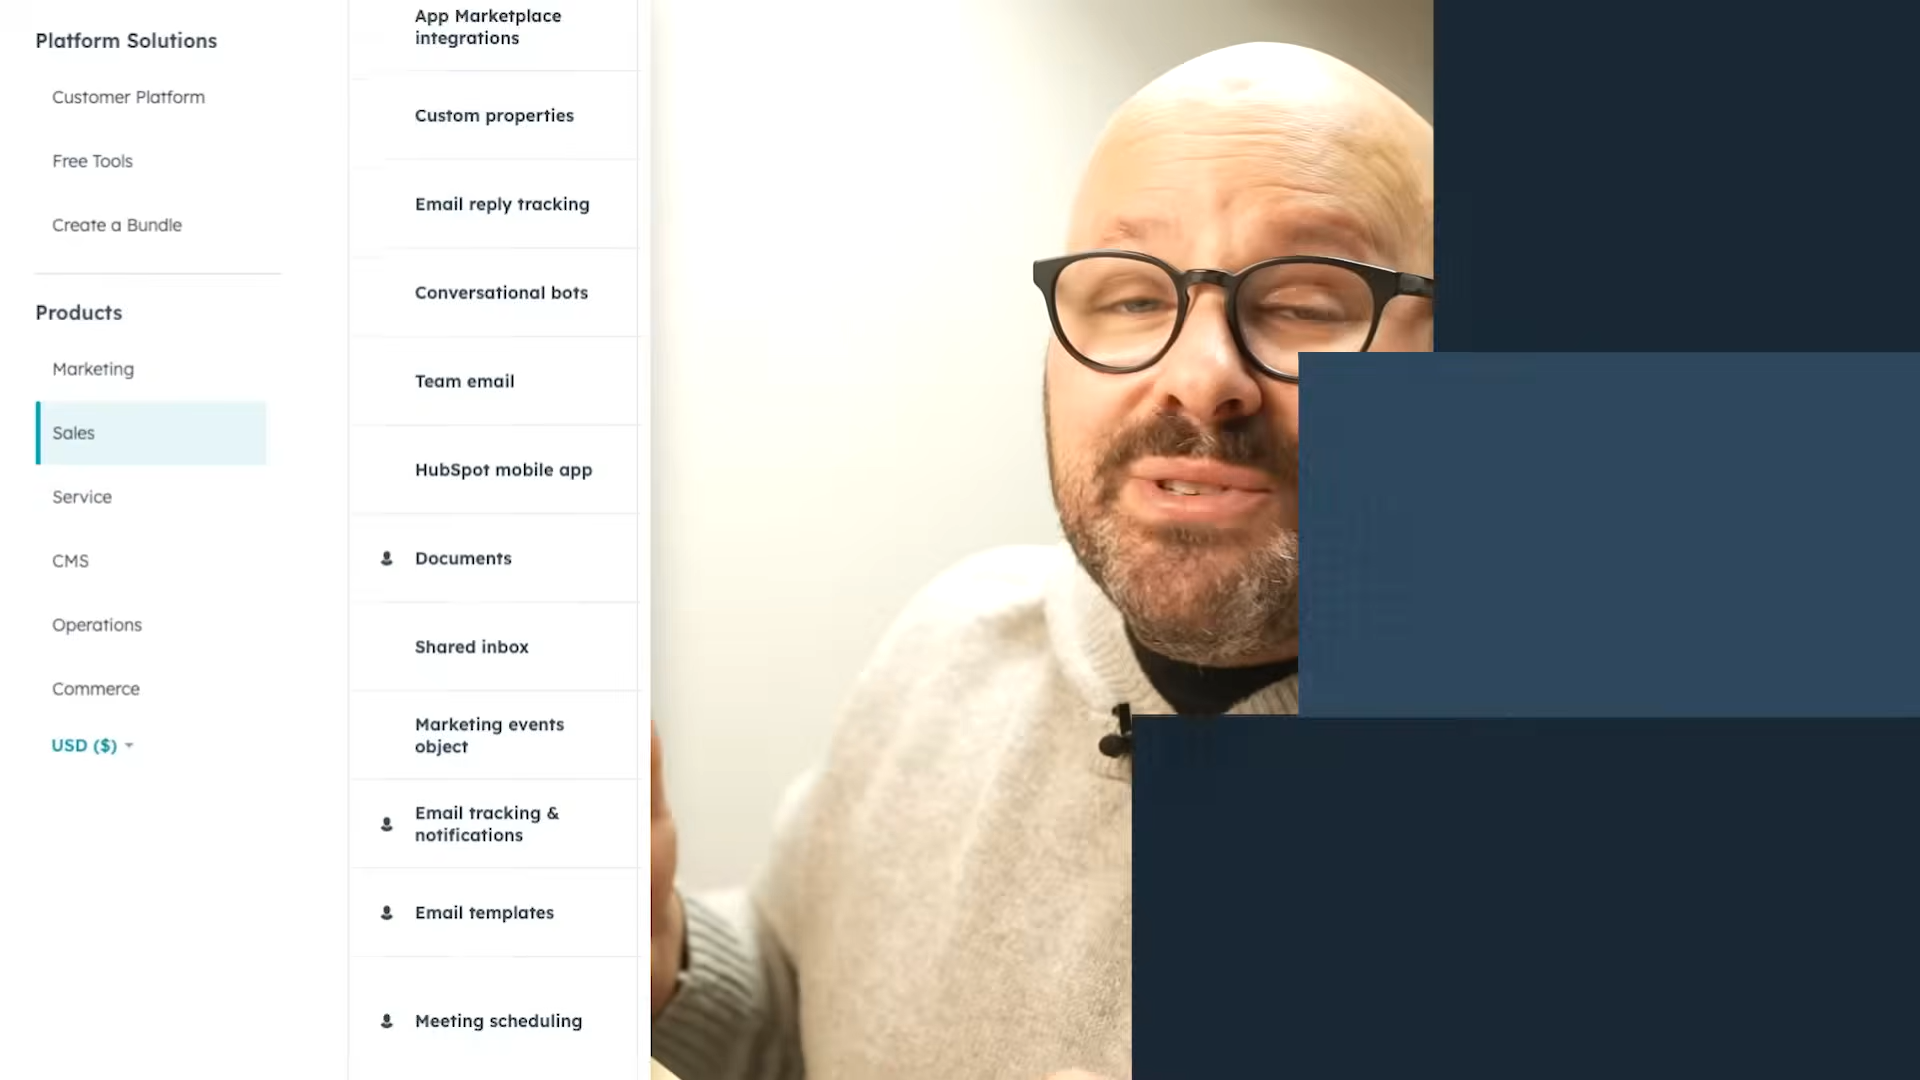 Platform Solutions
Customer Platform
Free Tools
Create a Bundle
Products
Marketing
Sales
Service
CMS
Operations
Commerce
USD ($)
App Marketplace
integrations
Custom properties
Email reply tracking
Conversational bots
Team email
HubSpot mobile app
Documents
Shared inbox
Marketing events
object
Email tracking &
notifications
Email templates
Meeting scheduling